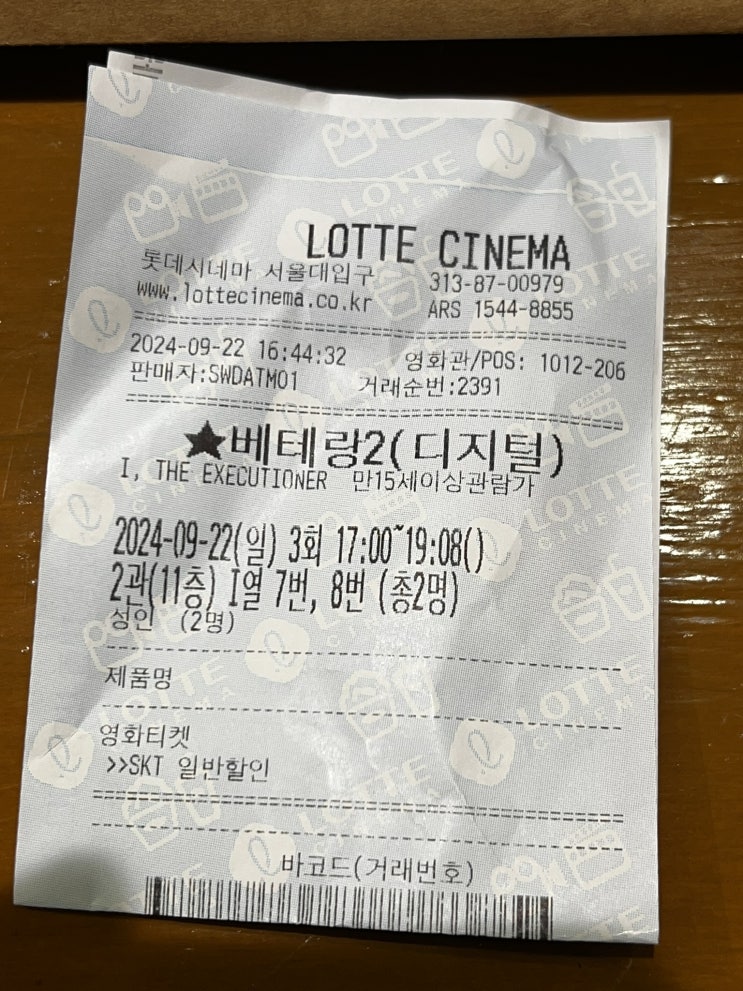 LOTTE CINEMA
롯데시네마 서울대입구 313-87-00979
www.lottecinema.co.kr ARS 1544-8855
2024-09-22 16:44:32 영화관/POS: 1012-206
판매자:SWDATM01 거래순번:2391
★베테랑2(디지털)
I, THE EXECUTIONER 만15세이상관람가
2024-09-22(일) 3회 17:00~19:08()
2관(11층) I열 7번, 8번 (총2명)
성인 (2명)
제품명
영화티켓
>>SKT 일반할인
바코드(거래번호)